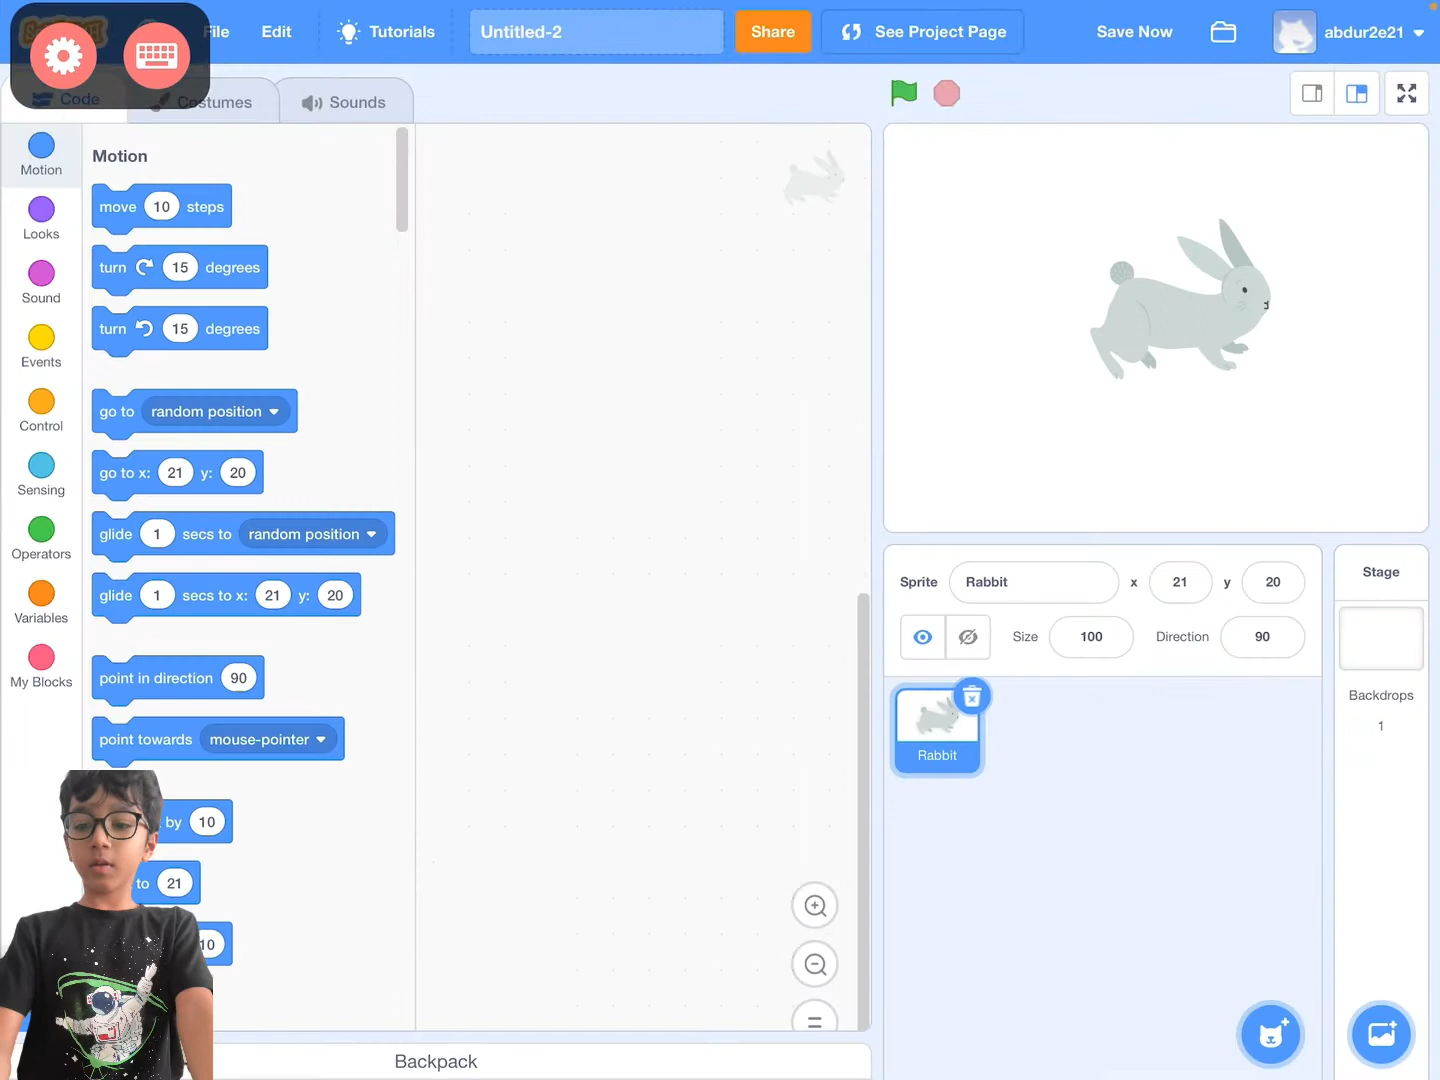 File Edit Tutorials Untitled-2 Share See Project Page Save Now abdur2e21
Code Costumes Sounds
Motion
Looks
Sound
Events
Control
Sensing
Operators
Variables
My Blocks
Motion
move 10 steps
turn 15 degrees
turn 15 degrees
go to random position
go to x: 21 y: 20
glide 1 secs to random position
glide 1 secs to x: 21 y: 20
point in direction 90
point towards mouse-pointer
by 10
to 21
10
Backpack
Sprite Rabbit x 21 y 20
Size 100 Direction 90
Rabbit
Stage
Backdrops
1